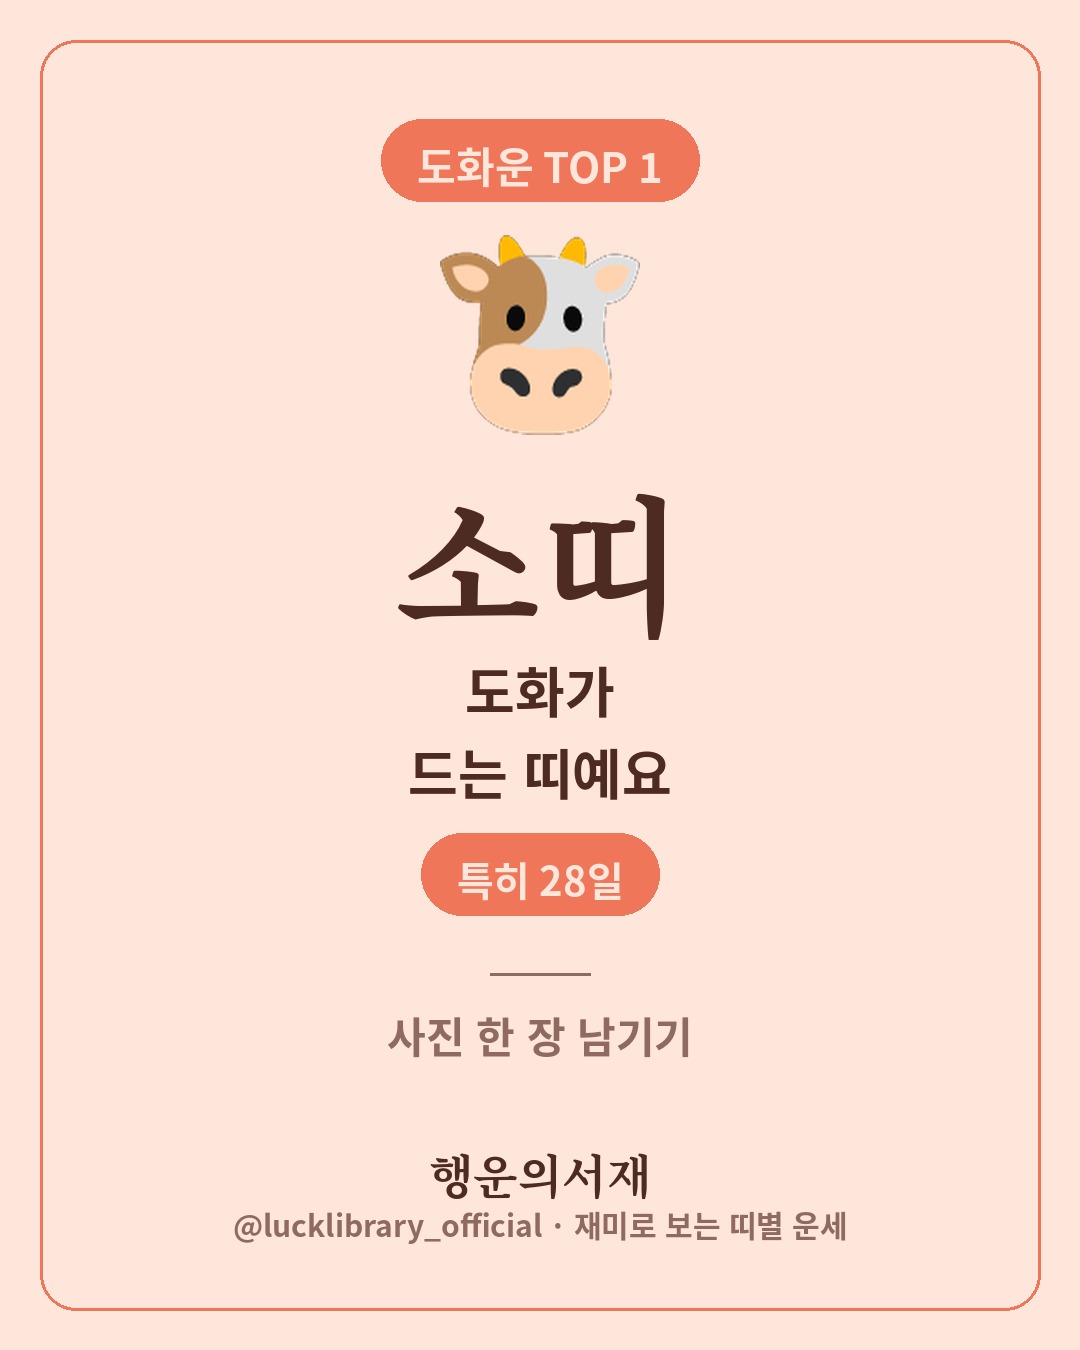 도화운 TOP 1
소띠
도화가
드는 띠예요
특히 28일
사진 한 장 남기기
행운의서재
@lucklibrary_official · 재미로 보는 띠별 운세